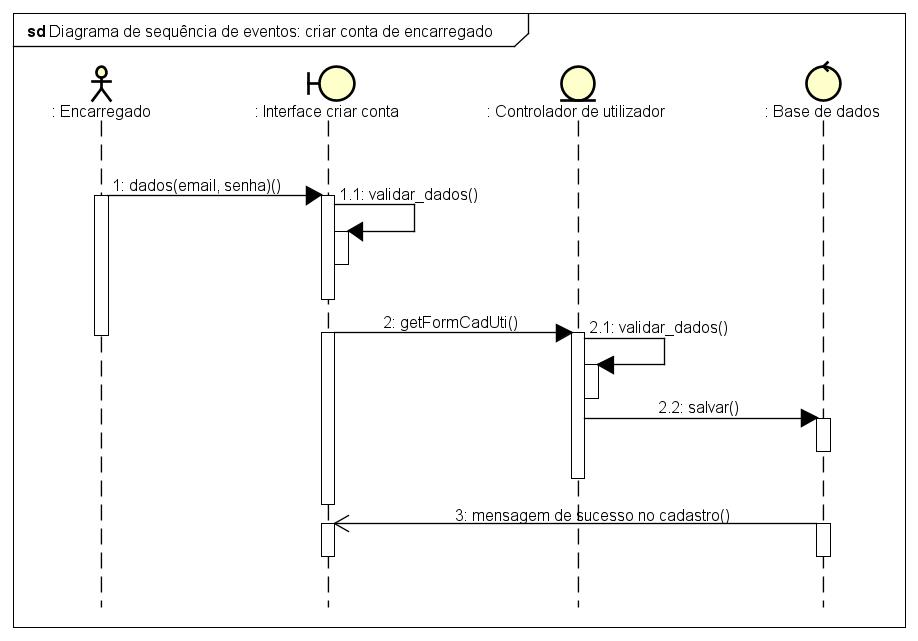 sd Diagrama de sequência de eventos: criar conta de encarregado
: Encarregado
: Interface criar conta
: Controlador de utilizador
: Base de dados
1: dados(email, senha)()
1.1: validar_dados()
2: getFormCadUti()
2.1: validar_dados()
2.2: salvar()
3: mensagem de sucesso no cadastro()